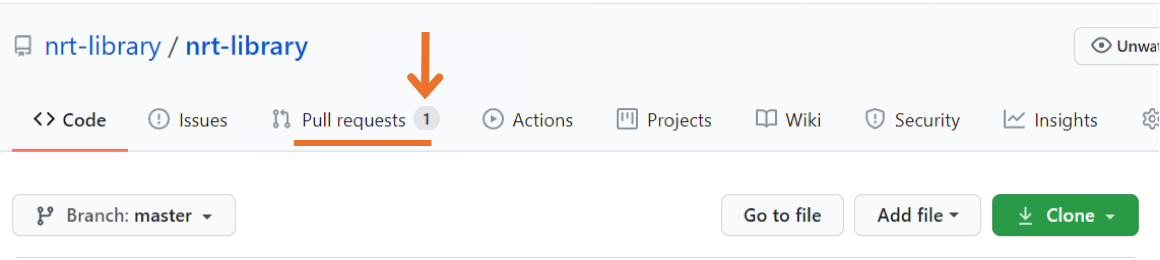 nrt-library / nrt-library
Unwat
Code Issues Pull requests 1 Actions Projects Wiki Security Insights
Branch: master Go to file Add file Clone